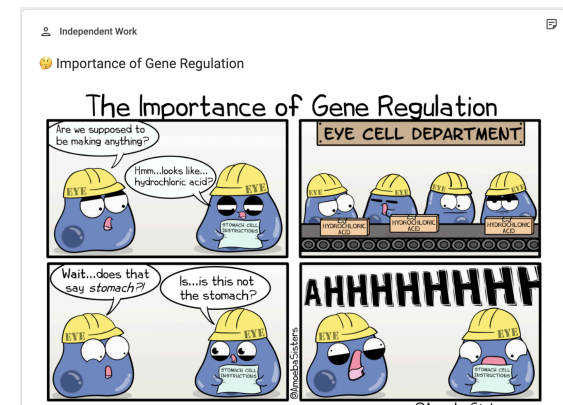 Independent Work
🤔 Importance of Gene Regulation
The Importance of Gene Regulation
Are we supposed to
be making anything?
Hmm...looks like...
hydrochloric acid?
EYE
EYE
STOMACH CELL
INSTRUCTIONS
EYE CELL DEPARTMENT
EYE
EYE
EYE
EYE
HYDROCHLORIC
ACID
HYDROCHLORIC
ACID
HYDROCHLORIC
ACID
Wait...does that
say stomach?!
Is...is this not
the stomach?
EYE
EYE
STOMACH CELL
INSTRUCTIONS
@AmoebaSisters
AHHHHHHHHH
EYE
EYE
STOMACH CELL
INSTRUCTIONS